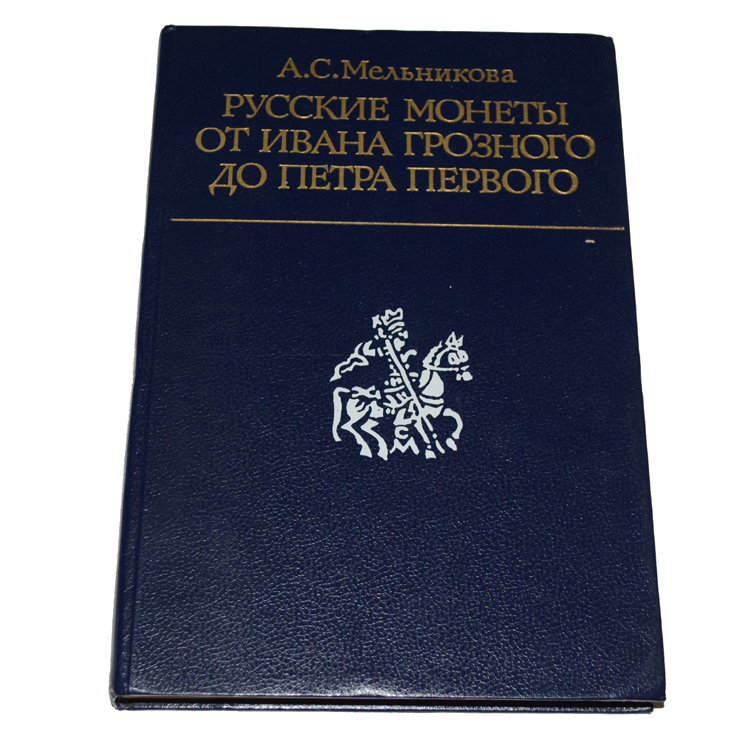 А.С.Мельникова
РУССКИЕ МОНЕТЫ
ОТ ИВАНА ГРОЗНОГО
ДО ПЕТРА ПЕРВОГО